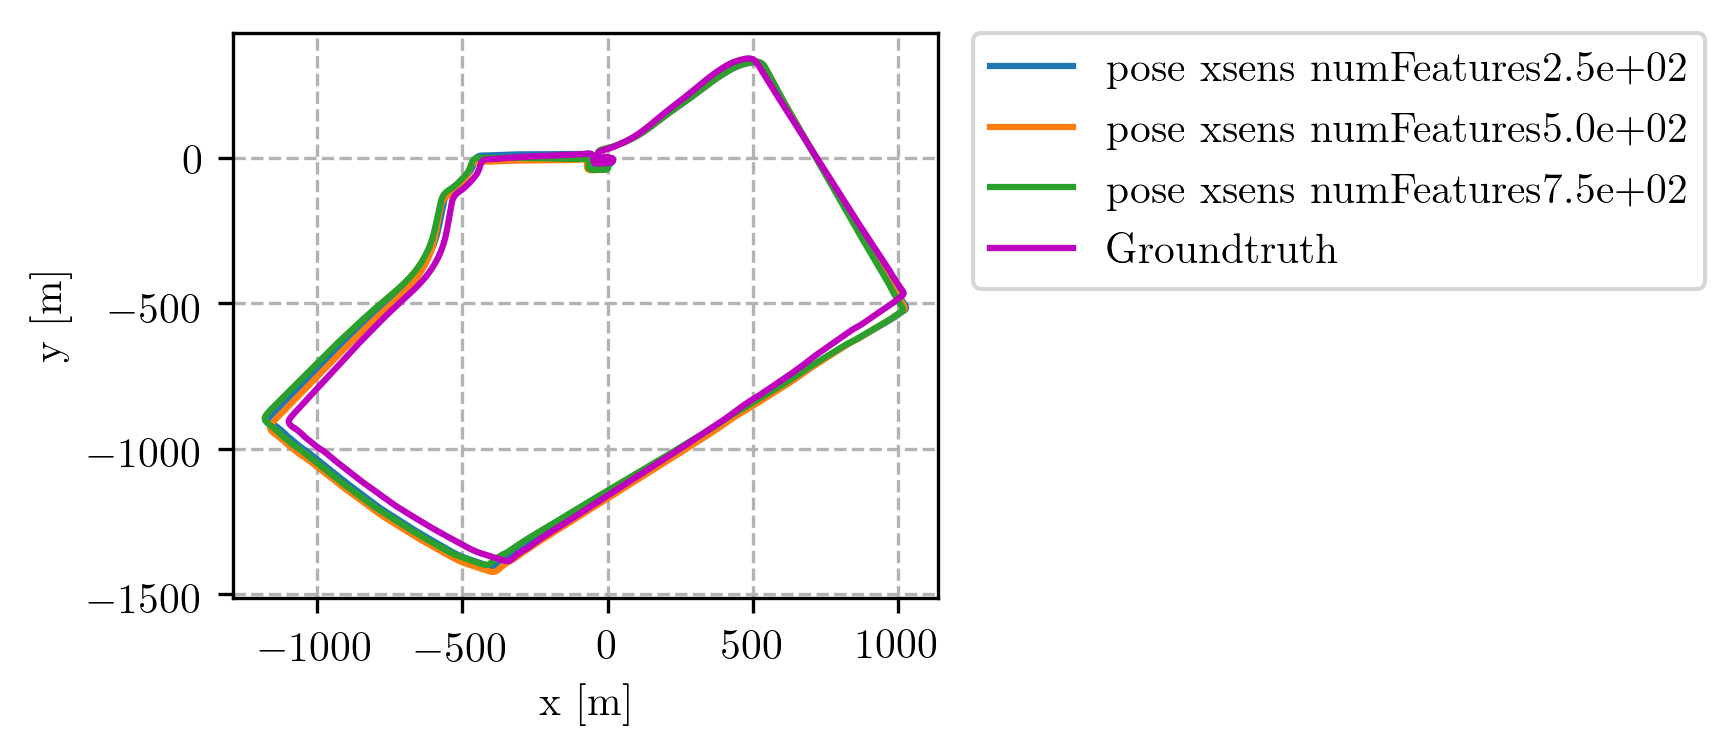 pose xsens numFeatures2.5e+02
pose xsens numFeatures5.0e+02
pose xsens numFeatures7.5e+02
Groundtruth
0
−500
−1000
−1500
y [m]
−1000 −500 0 500 1000
x [m]